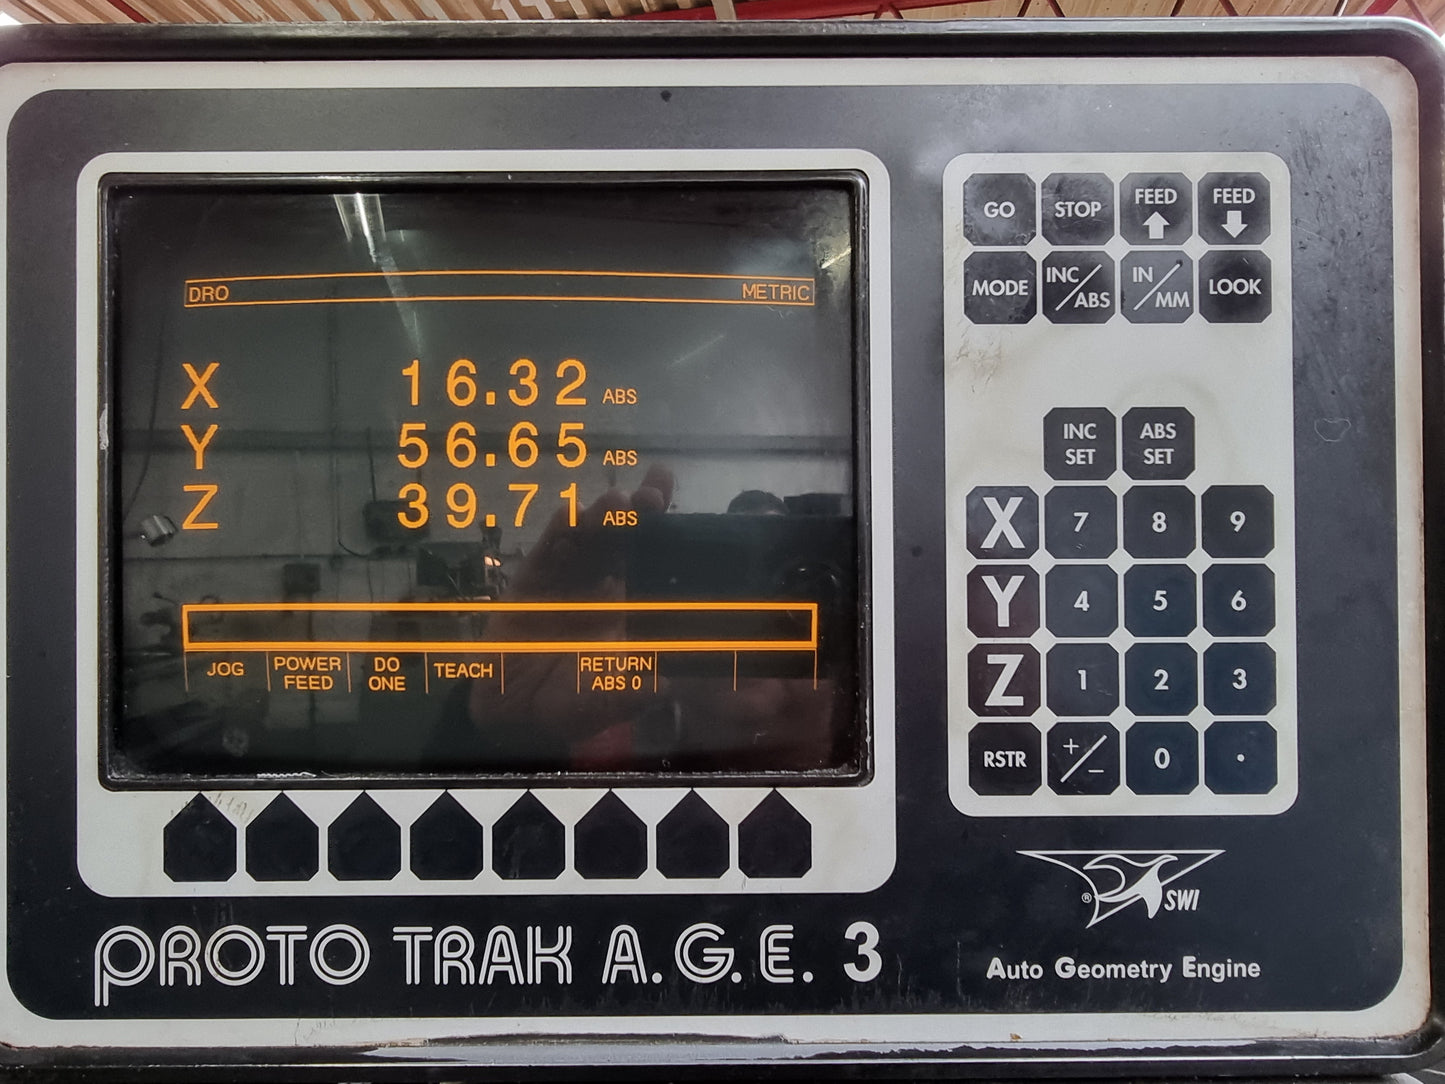 DRO METRIC
X 16.32 ABS
Y 56.65 ABS
Z 39.71 ABS
JOG
POWER
FEED
DO
ONE
TEACH
RETURN
ABS 0
GO
STOP
FEED
FEED
MODE
INC/ABS
IN/MM
LOOK
INC
SET
ABS
SET
X 7 8 9
Y 4 5 6
Z 1 2 3
RSTR +/- 0 .
® SWI
PROTO TRAK A.G.E. 3
Auto Geometry Engine